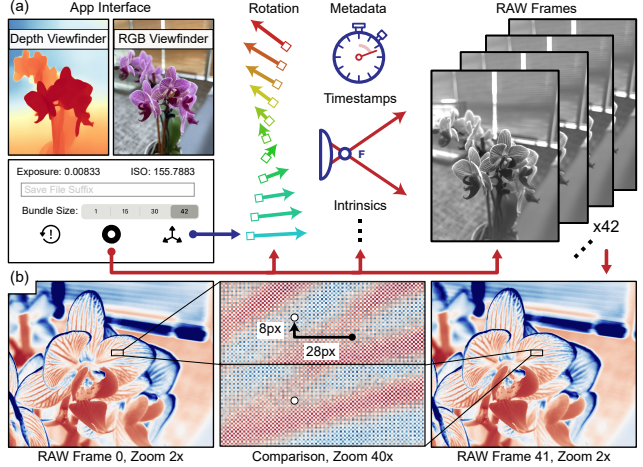 (a)
App Interface
Rotation
Metadata
RAW Frames
Depth Viewfinder
RGB Viewfinder
Timestamps
F
Exposure: 0.00833
ISO: 155.7883
Save File Suffix
Bundle Size:
1
16
30
42
!
Intrinsics
x42
(b)
8px
28px
RAW Frame 0, Zoom 2x
Comparison, Zoom 40x
RAW Frame 41, Zoom 2x